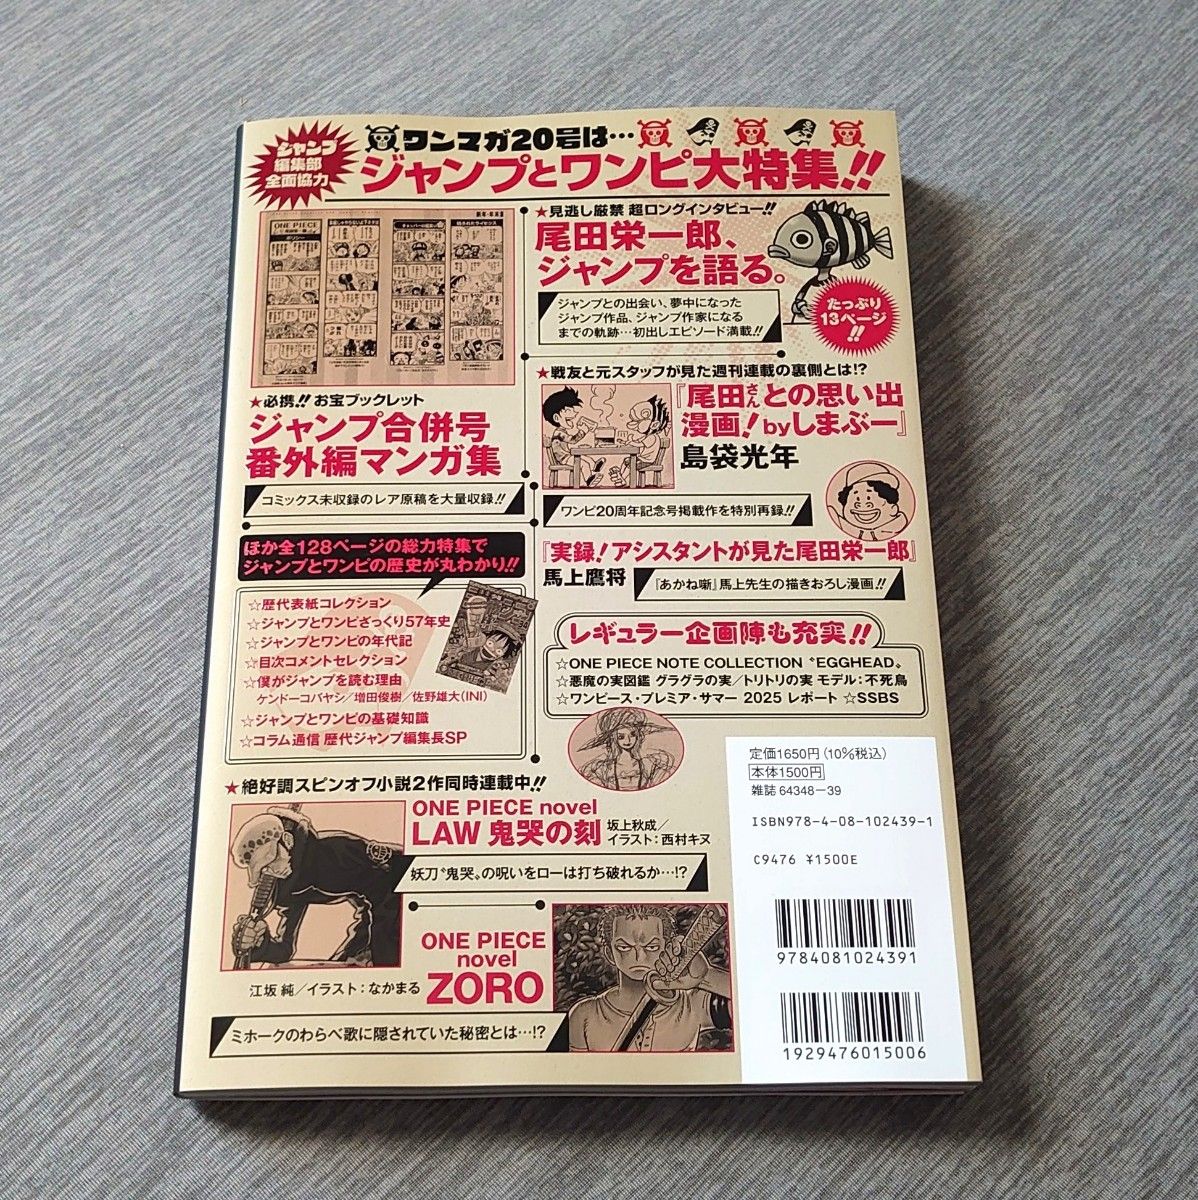 ジャンプ
編集部
全面協力
ワンマガ20号は…
ジャンプとワンピ大特集!!
ONE PIECE
★必携!! お宝ブックレット
ジャンプ合併号
番外編マンガ集
コミックス未収録のレア原稿を大量収録!!
★見逃し厳禁 超ロングインタビュー!!
尾田栄一郎、
ジャンプを語る。
ジャンプとの出会い、夢中になった
ジャンプ作品、ジャンプ作家になる
までの軌跡…初出しエピソード満載!!
たっぷり
13ページ
!!
★戦友と元スタッフが見た週刊連載の裏側とは!?
『尾田さんとの思い出
漫画!byしまぶー』
島袋光年
ワンピ20周年記念号掲載作を特別再録!!
『実録!アシスタントが見た尾田栄一郎』
馬上鷹将
『あかね噺』馬上先生の描きおろし漫画!!
ほか全128ページの総力特集で
ジャンプとワンピの歴史が丸わかり!!
☆歴代表紙コレクション
☆ジャンプとワンピざっくり57年史
☆ジャンプとワンピの年代記
☆目次コメントセレクション
☆僕がジャンプを読む理由
ケンドーコバヤシ/増田俊樹/佐野雄大(INI)
☆ジャンプとワンピの基礎知識
☆コラム通信 歴代ジャンプ編集長SP
レギュラー企画陣も充実!!
☆ONE PIECE NOTE COLLECTION〝EGGHEAD〟
☆悪魔の実図鑑 グラグラの実/トリトリの実 モデル:不死鳥
☆ワンピース・プレミア・サマー 2025 レポート ☆SSBS
★絶好調スピンオフ小説2作同時連載中!!
ONE PIECE novel
LAW 鬼哭の刻
坂上秋成/
イラスト:西村キヌ
妖刀〝鬼哭〟の呪いをローは打ち破れるか…!?
ONE PIECE
novel
ZORO
江坂 純/イラスト:なかまる
ミホークのわらべ歌に隠されていた秘密とは…!?
定価1650円(10%税込)
本体1500円
雑誌 64348-39
ISBN978-4-08-102439-1
C9476 ¥1500E
9784081024391
1929476015006